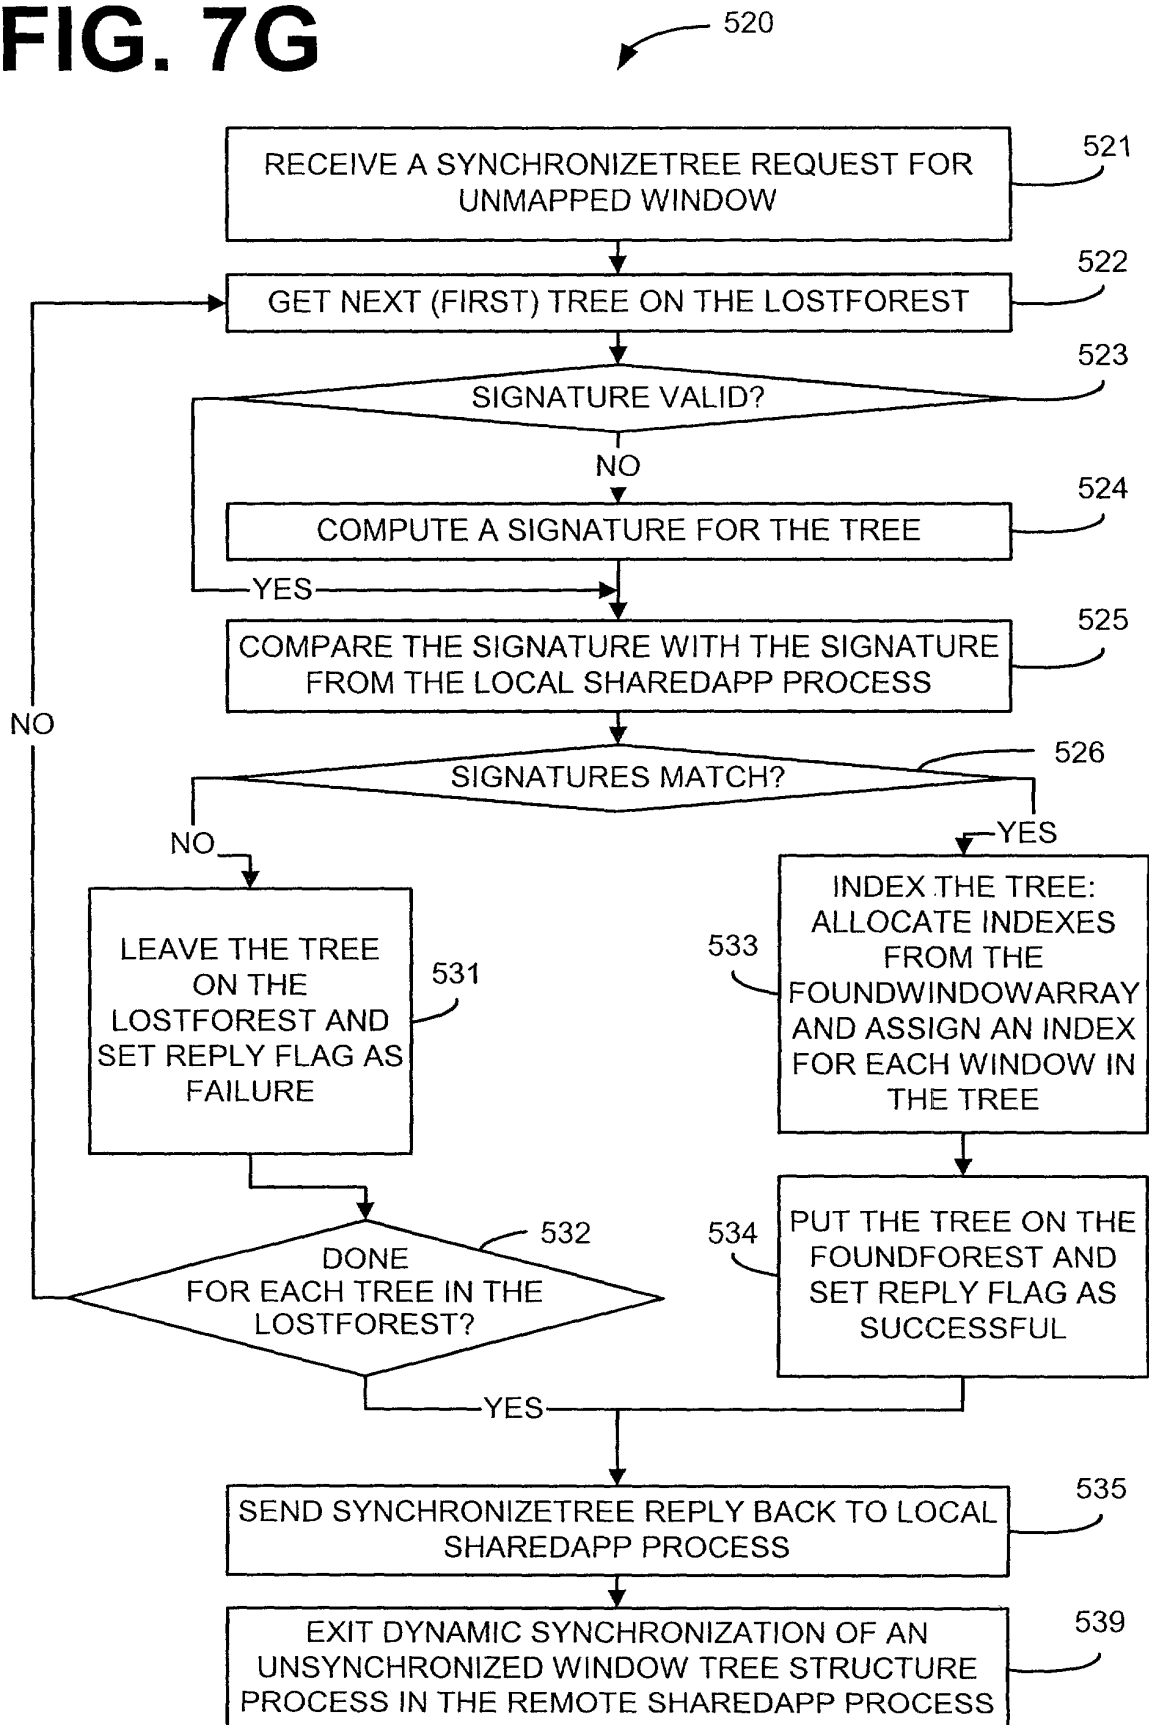 FIG. 7G
520
RECEIVE A SYNCHRONIZETREE REQUEST FOR
UNMAPPED WINDOW
521
GET NEXT (FIRST) TREE ON THE LOSTFOREST
522
SIGNATURE VALID?
523
NO
COMPUTE A SIGNATURE FOR THE TREE
524
YES
COMPARE THE SIGNATURE WITH THE SIGNATURE
FROM THE LOCAL SHAREDAPP PROCESS
525
NO
SIGNATURES MATCH?
526
NO
YES
LEAVE THE TREE
ON THE
LOSTFOREST AND
SET REPLY FLAG AS
FAILURE
531
INDEX THE TREE:
ALLOCATE INDEXES
FROM THE
FOUNDWINDOWARRAY
AND ASSIGN AN INDEX
FOR EACH WINDOW IN
THE TREE
533
DONE
FOR EACH TREE IN THE
LOSTFOREST?
532
PUT THE TREE ON THE
FOUNDFOREST AND
SET REPLY FLAG AS
SUCCESSFUL
534
YES
SEND SYNCHRONIZETREE REPLY BACK TO LOCAL
SHAREDAPP PROCESS
535
EXIT DYNAMIC SYNCHRONIZATION OF AN
UNSYNCHRONIZED WINDOW TREE STRUCTURE
PROCESS IN THE REMOTE SHAREDAPP PROCESS
539